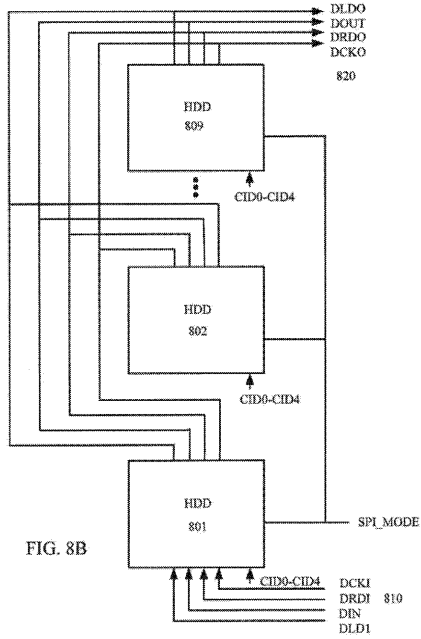 DLDO
DOUT
DRDO
DCKO
820
HDD
809
CID0-CID4
HDD
802
CID0-CID4
HDD
801
SPI_MODE
FIG. 8B
CID0-CID4
DCKI
DRDI 810
DIN
DLD1